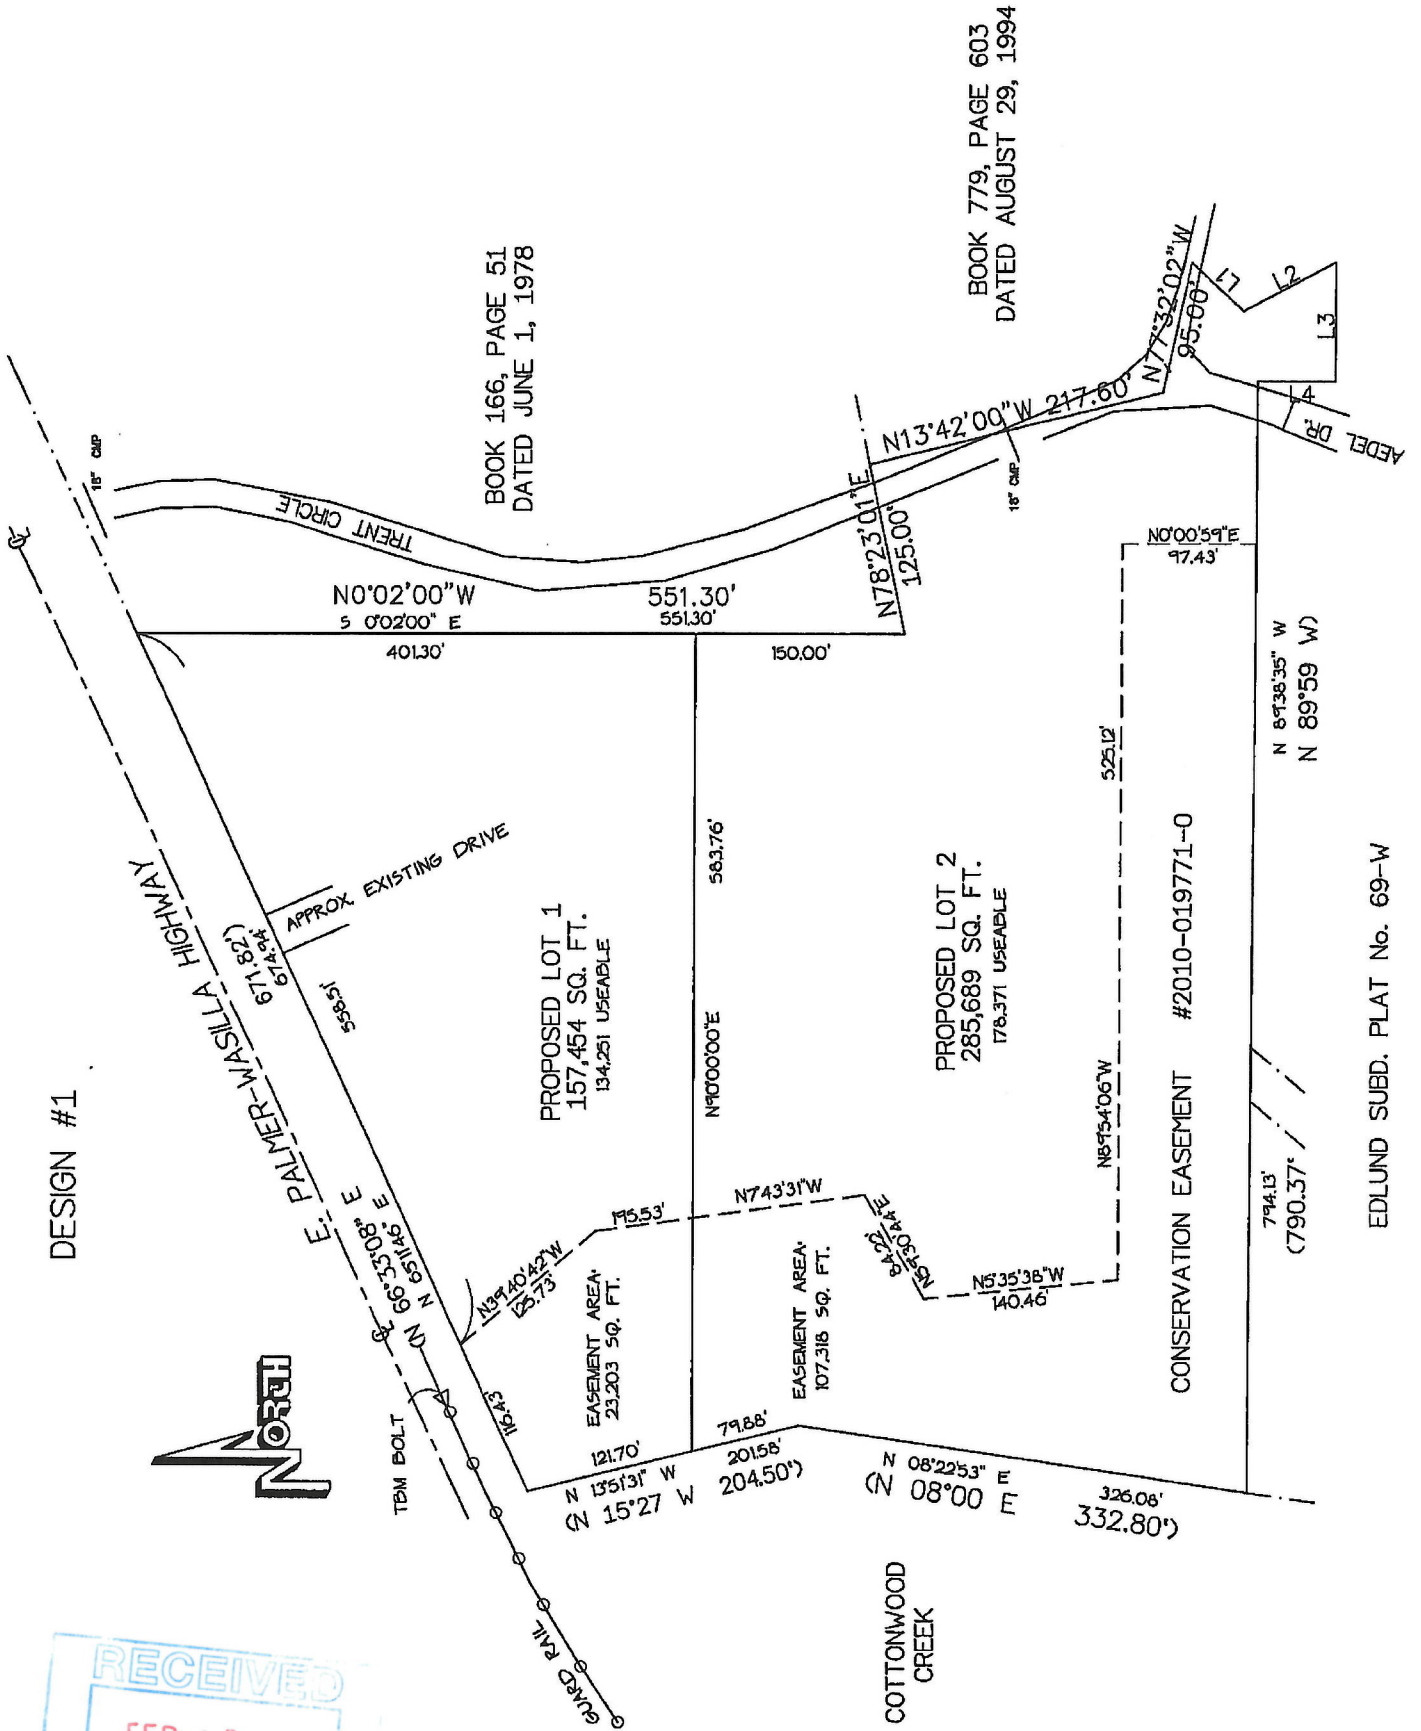 DESIGN #1
NORTH
RECEIVED
TBM BOLT
GUARD RAIL
E. PALMER-WASILLA HIGHWAY
(N 66°33'08" E
671.82')
N 65°11'46" E
674.94'
116.43'
558.51'
APPROX. EXISTING DRIVE
18" CMP
TRENT CIRCLE
BOOK 166, PAGE 51
DATED JUNE 1, 1978
N0°02'00"W
551.30'
S 0°02'00" E
551.30'
401.30'
150.00'
PROPOSED LOT 1
157,454 SQ. FT.
134,251 USEABLE
N39°40'42"W
125.73'
195.53'
N7°43'31"W
EASEMENT AREA:
23,203 SQ. FT.
N90°00'00"E
583.76'
121.70'
79.88'
N 13°51'31" W
201.58'
(N 15°27 W
204.50')
EASEMENT AREA:
107,318 SQ. FT.
PROPOSED LOT 2
285,689 SQ. FT.
178,371 USEABLE
N59°30'44"E
84.22'
N5°35'38"W
140.46'
N89°54'06"W
525.12'
N0°00'59"E
97.43'
N78°23'01"E
125.00'
N13°42'00"W
217.60'
18" CMP
BOOK 779, PAGE 603
DATED AUGUST 29, 1994
N77°32'02"W
95.00'
L1
L2
L3
L4
AEDEL DR.
COTTONWOOD
CREEK
N 08°22'53" E
326.08'
(N 08°00 E
332.80')
CONSERVATION EASEMENT #2010-019771-0
794.13'
(790.37'
N 89°38'35" W
N 89°59 W)
EDLUND SUBD. PLAT No. 69-W